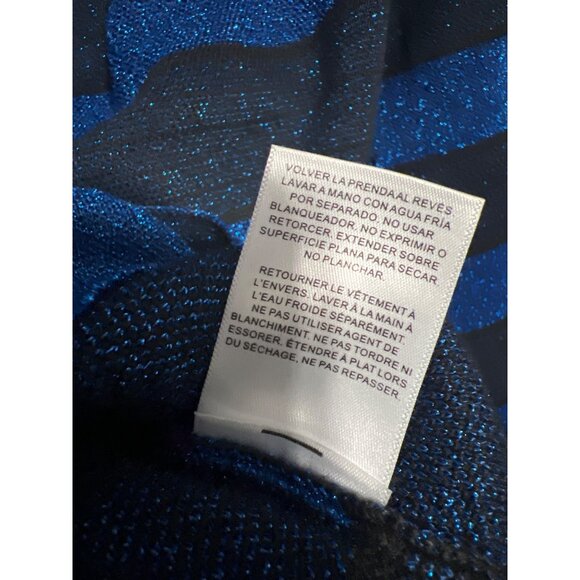 VOLVER LA PRENDA AL REVÉS
LAVAR A MANO CON AGUA FRÍA
POR SEPARADO. NO USAR
BLANQUEADOR. NO EXPRIMIR O
RETORCER. EXTENDER SOBRE
SUPERFICIE PLANA PARA SECAR.
NO PLANCHAR.
RETOURNER LE VÊTEMENT À
L'ENVERS. LAVER À LA MAIN À
L'EAU FROIDE SÉPARÉMENT.
NE PAS UTILISER AGENT DE
BLANCHIMENT. NE PAS TORDRE NI
ESSORER. ÉTENDRE À PLAT LORS
DU SÉCHAGE, NE PAS REPASSER.